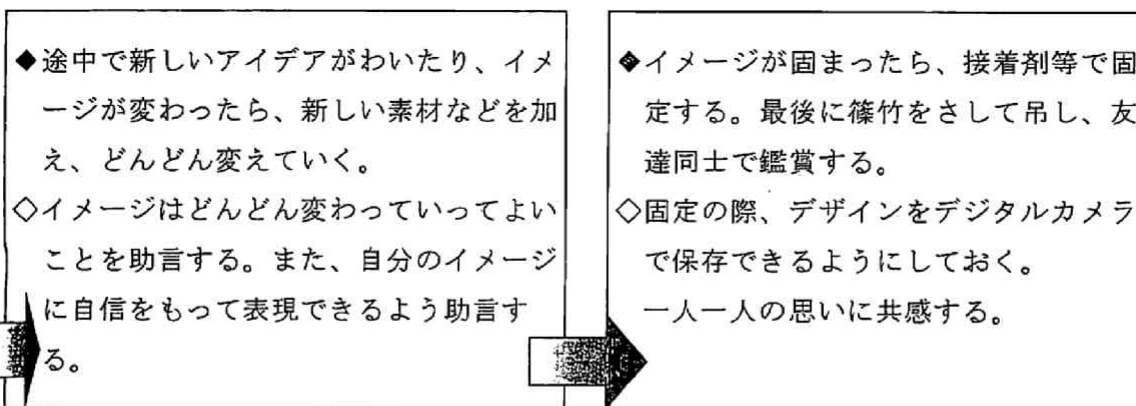 ◆途中で新しいアイデアがわいたり、イメ
ージが変わったら、新しい素材などを加
え、どんどん変えていく。
◇イメージはどんどん変わっていってよい
ことを助言する。また、自分のイメージ
に自信をもって表現できるよう助言す
る。
◆イメージが固まったら、接着剤等で固
定する。最後に篠竹をさして吊し、友
達同士で鑑賞する。
◇固定の際、デザインをデジタルカメラ
で保存できるようにしておく。
一人一人の思いに共感する。